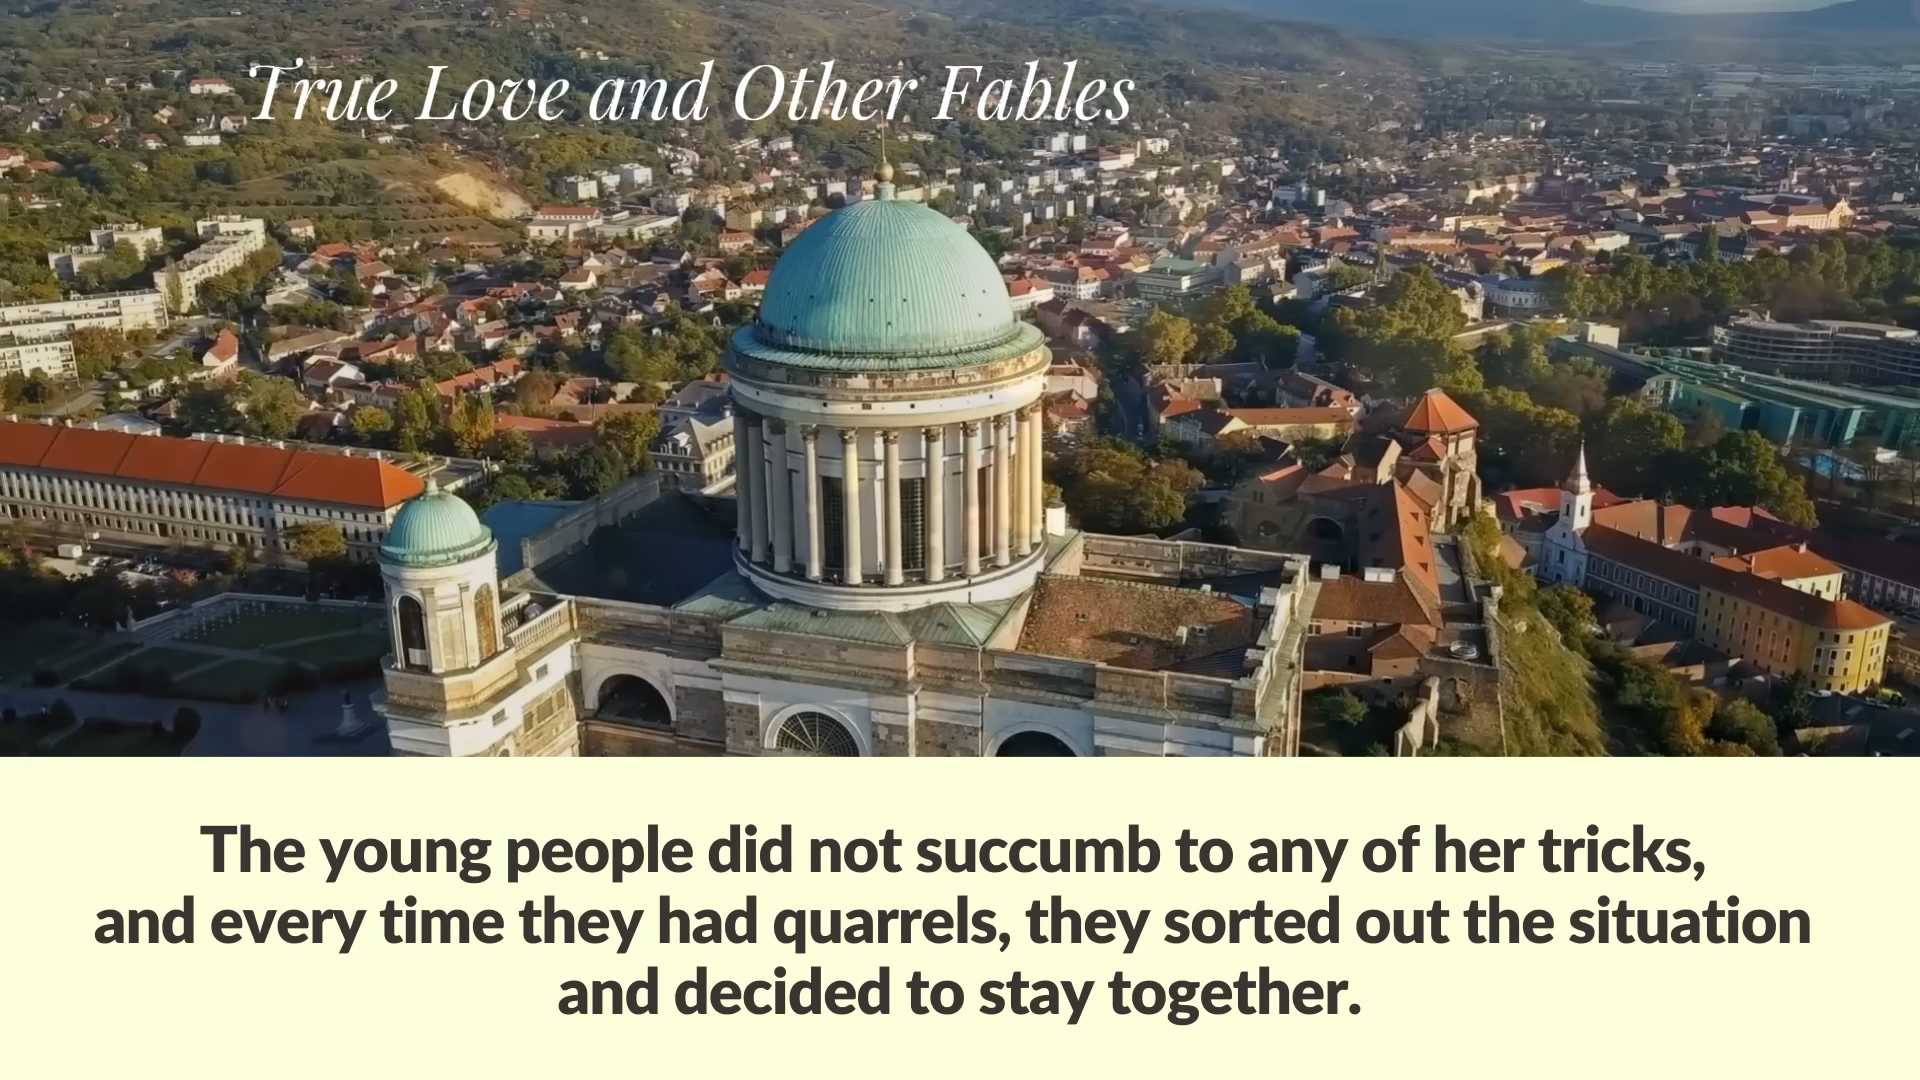 True Love and Other Fables
The young people did not succumb to any of her tricks,
and every time they had quarrels, they sorted out the situation
and decided to stay together.